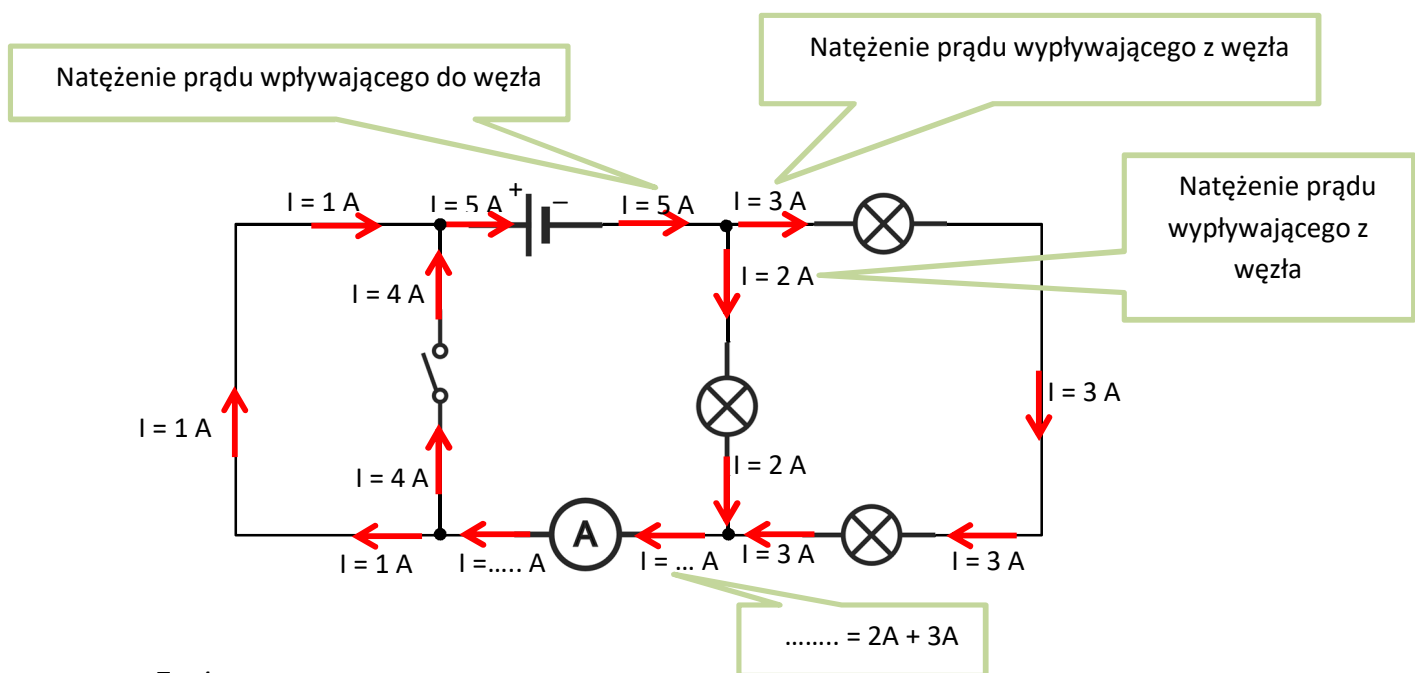 Natężenie prądu wpływającego do węzła
Natężenie prądu wypływającego z węzła
Natężenie prądu
wypływającego z
węzła
I = 1 A
I = 5 A
+
–
I = 5 A
I = 3 A
I = 2 A
I = 4 A
I = 3 A
I = 1 A
I = 2 A
I = 4 A
A
I = 1 A
I =….. A
I = … A
I = 3 A
I = 3 A
…….. = 2A + 3A